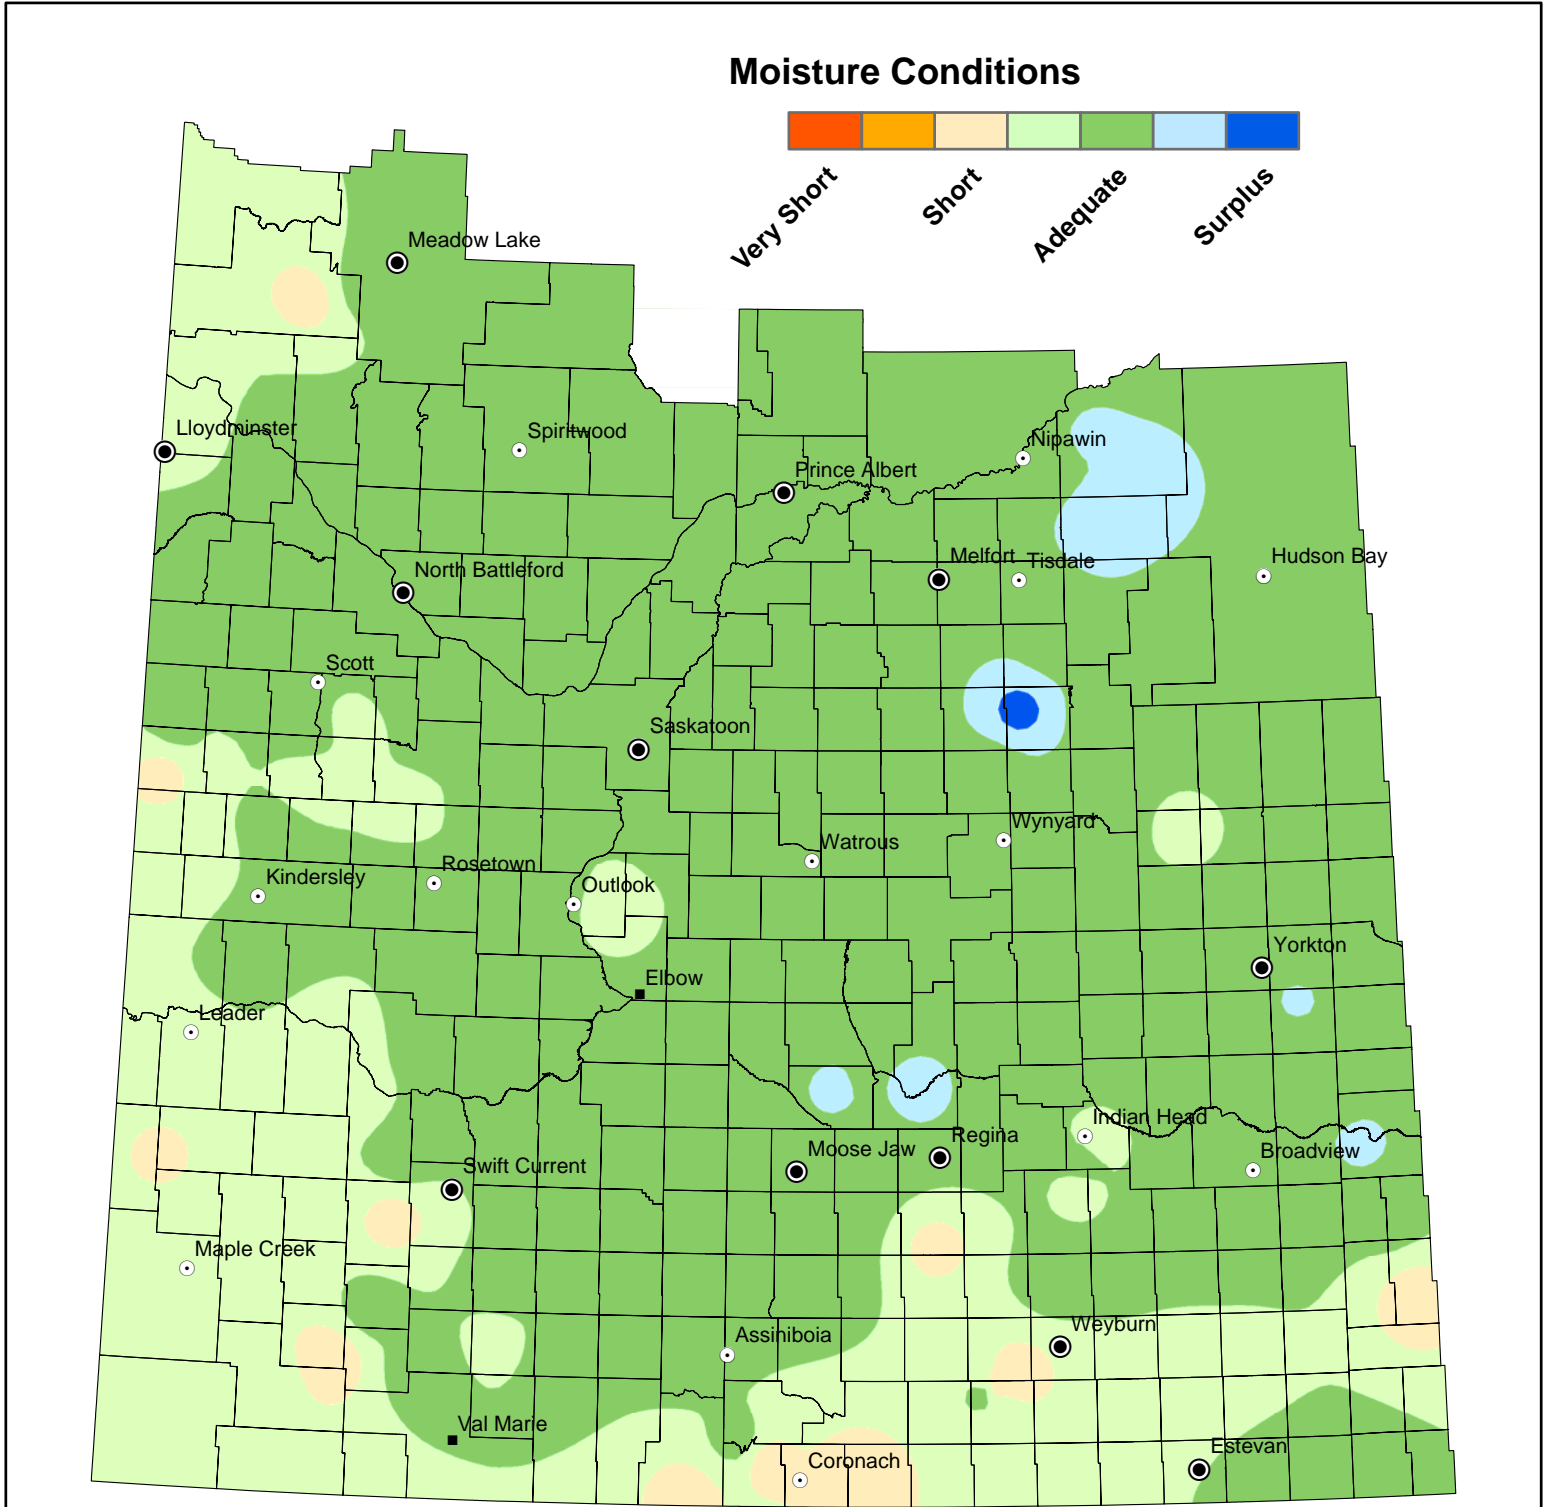 Moisture Conditions
Very Short
Short
Adequate
Surplus
Meadow Lake
Lloydminster
Spiritwood
Nipawin
Prince Albert
Melfort
Tisdale
Hudson Bay
North Battleford
Scott
Saskatoon
Wynyard
Watrous
Rosetown
Kindersley
Outlook
Yorkton
Elbow
Leader
Indian Head
Regina
Moose Jaw
Broadview
Swift Current
Maple Creek
Weyburn
Assiniboia
Val Marie
Estevan
Coronach